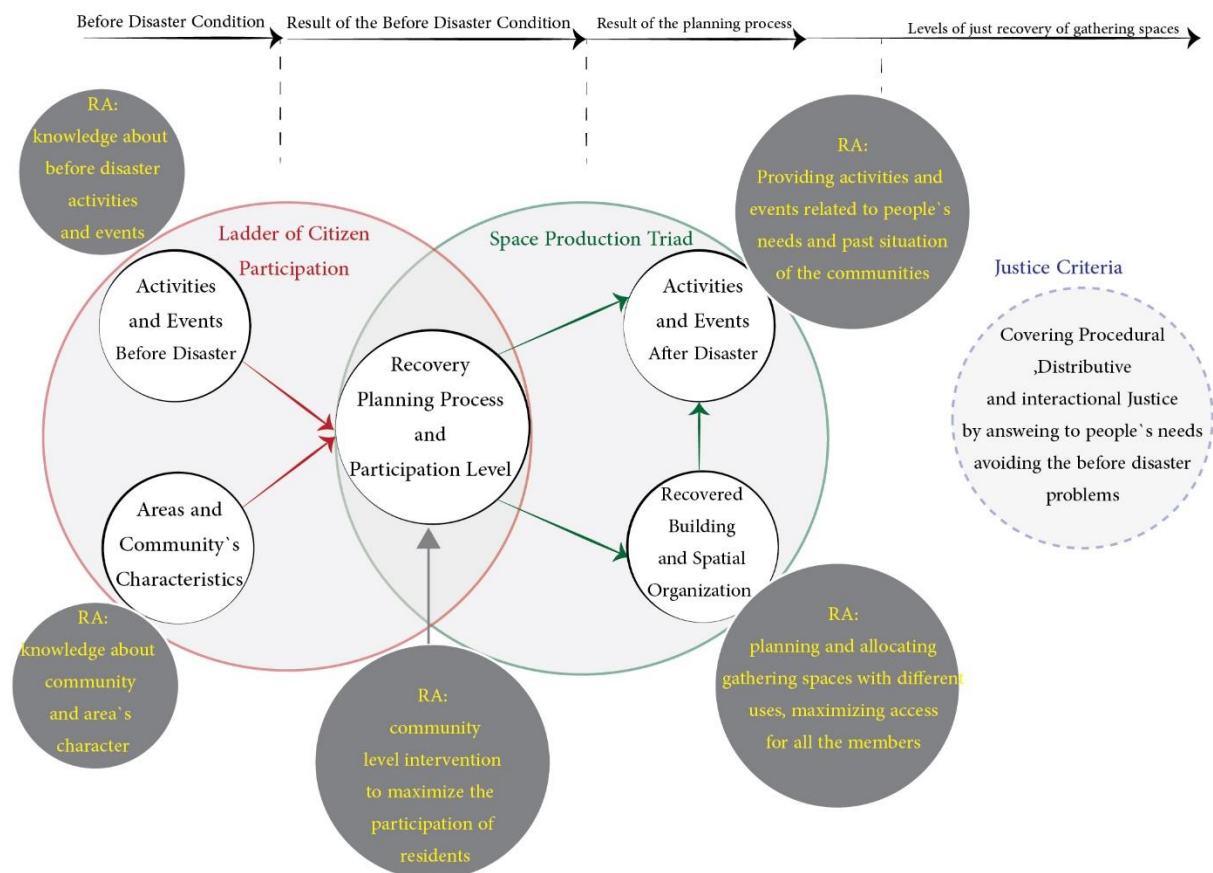 Before Disaster Condition
Result of the Before Disaster Condition
Result of the planning process
Levels of just recovery of gathering spaces
RA:
knowledge about
before disaster
activities
and events
Ladder of Citizen
Participation
Space Production Triad
RA:
Providing activities and
events related to people`s
needs and past situation
of the communities
Activities
and Events
Before Disaster
Recovery
Planning Process
and
Participation Level
Activities
and Events
After Disaster
Justice Criteria
Covering Procedural
,Distributive
and interactional Justice
by answeing to people`s needs
avoiding the before disaster
problems
Areas and
Community`s
Characteristics
Recovered
Building
and Spatial
Organization
RA:
knowledge about
community
and area`s
character
RA:
community
level intervention
to maximize the
participation of
residents
RA:
planning and allocating
gathering spaces with different
uses, maximizing access
for all the members